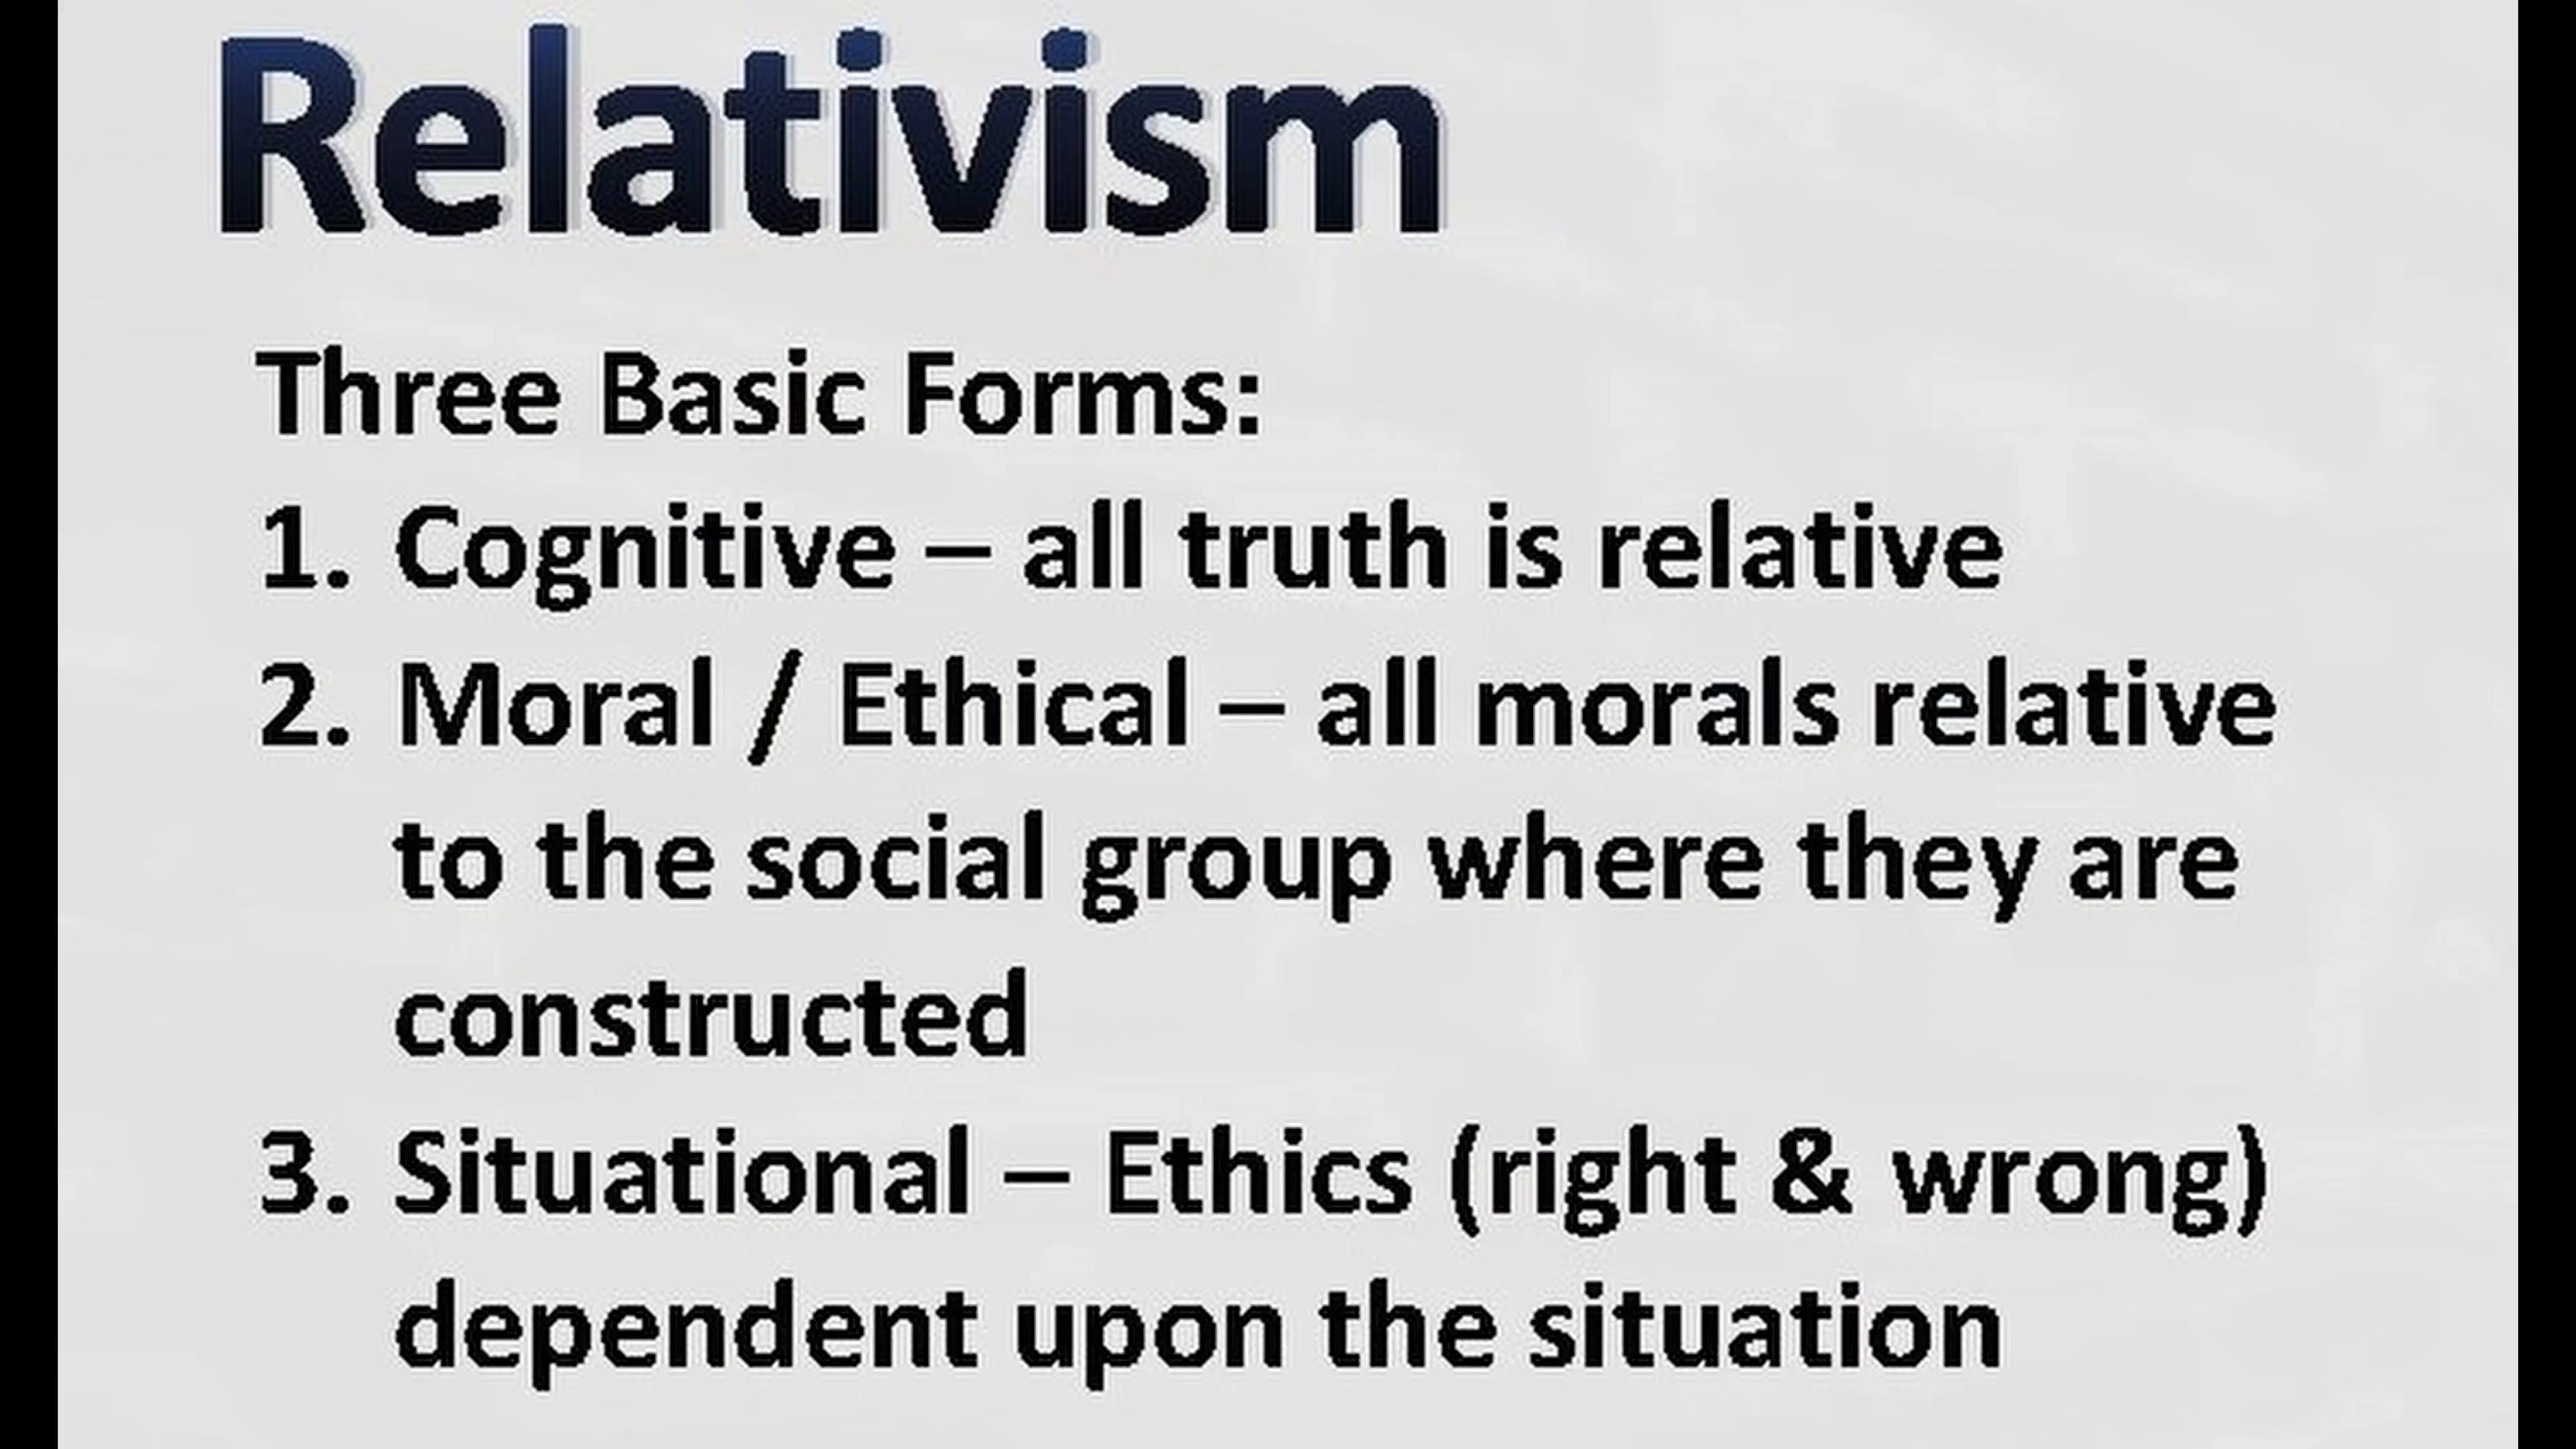 Relativism
Three Basic Forms:
1. Cognitive – all truth is relative
2. Moral / Ethical – all morals relative
to the social group where they are
constructed
3. Situational – Ethics (right & wrong)
dependent upon the situation